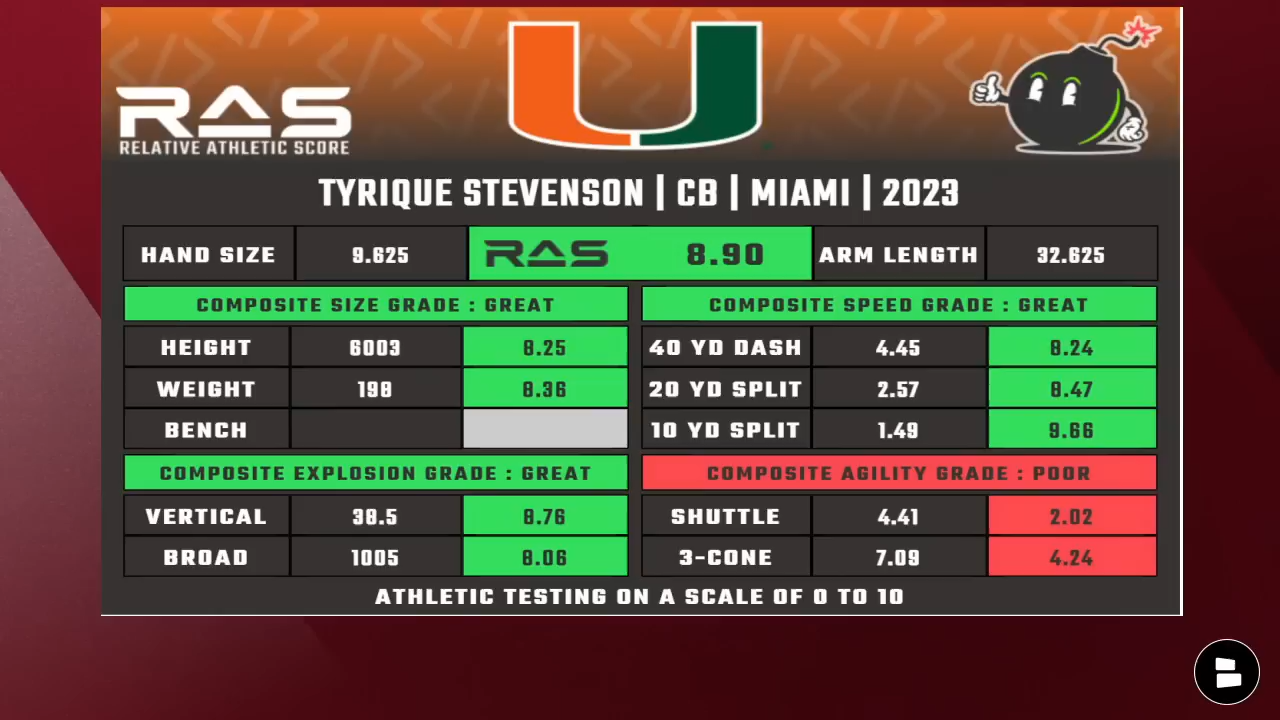 RAS
RELATIVE ATHLETIC SCORE
TYRIQUE STEVENSON | CB | MIAMI | 2023
HAND SIZE 9.625 RAS 8.90 ARM LENGTH 32.625
COMPOSITE SIZE GRADE : GREAT COMPOSITE SPEED GRADE : GREAT
HEIGHT 6003 8.25 40 YD DASH 4.45 8.24
WEIGHT 198 8.36 20 YD SPLIT 2.57 8.47
BENCH 10 YD SPLIT 1.49 9.66
COMPOSITE EXPLOSION GRADE : GREAT COMPOSITE AGILITY GRADE : POOR
VERTICAL 38.5 8.76 SHUTTLE 4.41 2.02
BROAD 1005 8.06 3-CONE 7.09 4.24
ATHLETIC TESTING ON A SCALE OF 0 TO 10